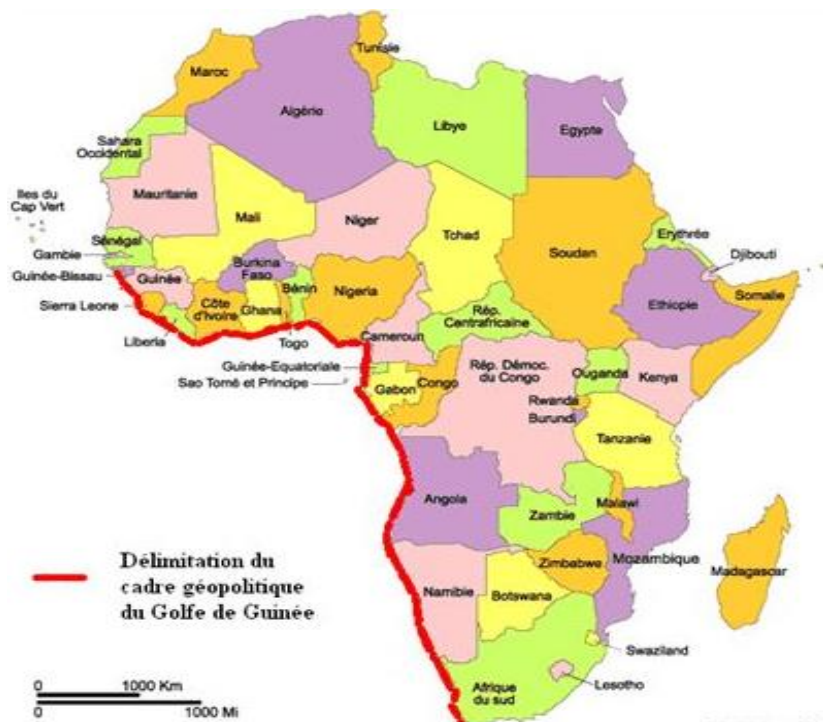 Tunisie
Maroc
Algérie
Libye
Egypte
Sahara
Occidental
Iles du
Cap Vert
Mauritanie
Mali
Niger
Tchad
Soudan
Erythrée
Djibouti
Sénégal
Gambie
Guinée-Bissau
Guinée
Burkina
Faso
Bénin
Nigeria
Ethiopie
Somalie
Sierra Leone
Côte
d'Ivoire
Ghana
Liberia
Togo
Cameroun
Rép.
Centrafricaine
Guinée-Equatoriale
Sao Tomé et Principe
Gabon
Congo
Rép. Démoc.
du Congo
Ouganda
Kenya
Rwanda
Burundi
Tanzanie
Angola
Zambie
Malawi
Mozambique
Zimbabwe
Madagascar
Namibie
Botswana
Swaziland
Lesotho
Afrique
du sud
Délimitation du
cadre géopolitique
du Golfe de Guinée
0 1000 Km
0 1000 Mi